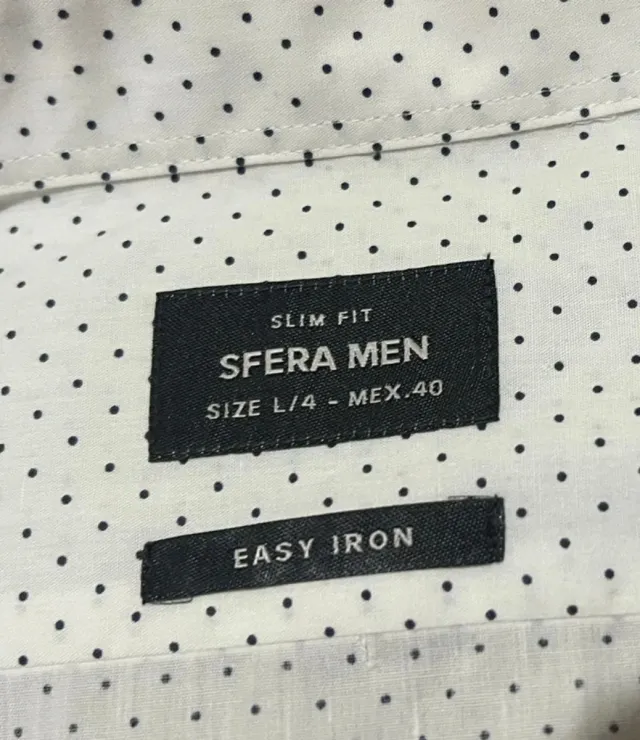 SLIM FIT
SFERA MEN
SIZE L/4 - MEX.40
EASY IRON